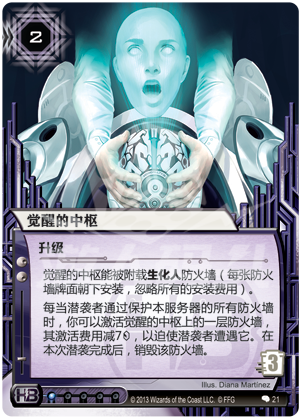 2
觉醒的中枢
升级
觉醒的中枢能被附载生化人防火墙(每张防火
墙牌面朝下安装,忽略所有的安装费用)。
每当潜袭者通过保护本服务器的所有防火墙
时,你可以激活觉醒的中枢上的一层防火墙,
其激活费用减7,以迫使潜袭者遭遇它。在
本次潜袭完成后,销毁该防火墙。
3
Illus. Diana Martinez
HB
©2013 Wizards of the Coast LLC. © FFG
21